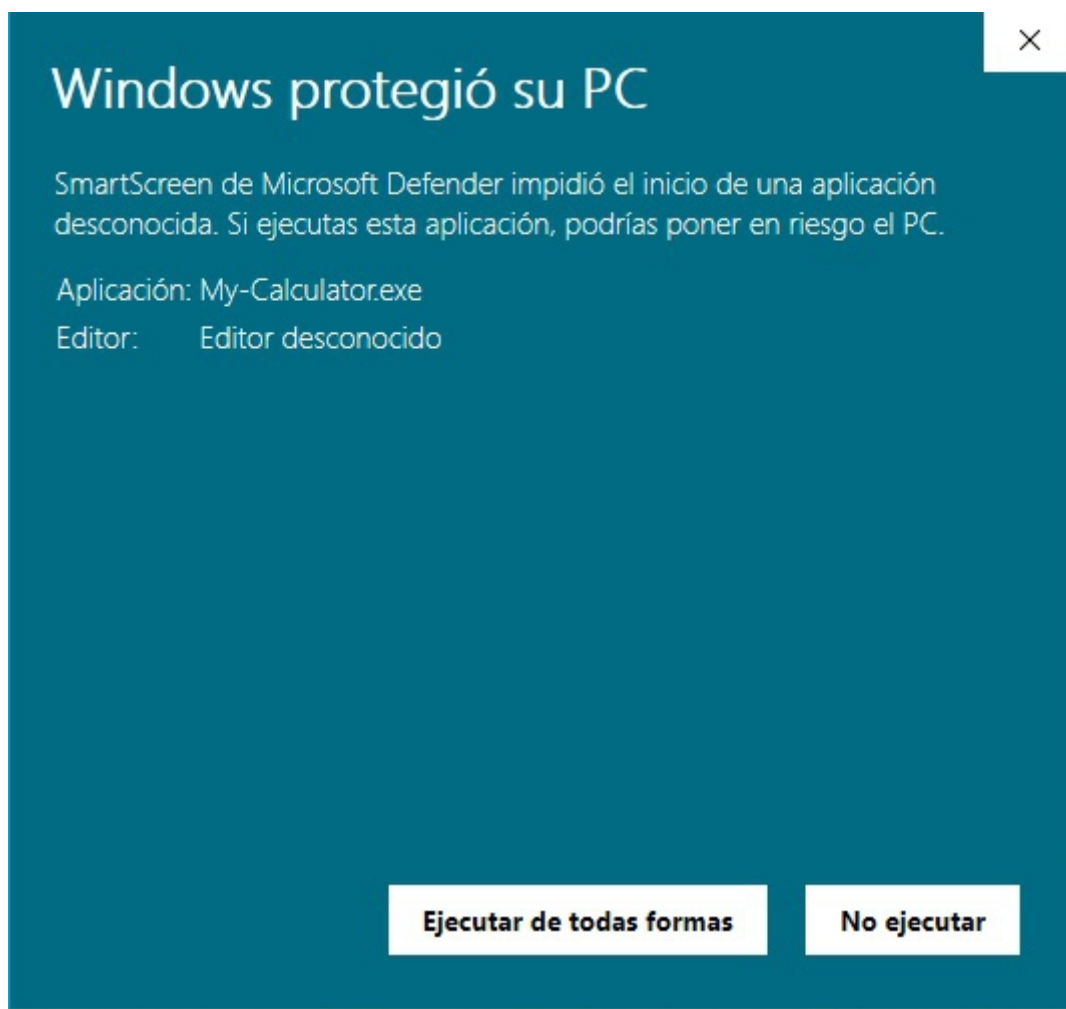 Windows protegió su PC
SmartScreen de Microsoft Defender impidió el inicio de una aplicación
desconocida. Si ejecutas esta aplicación, podrías poner en riesgo el PC.
Aplicación: My-Calculator.exe
Editor: Editor desconocido
Ejecutar de todas formas No ejecutar